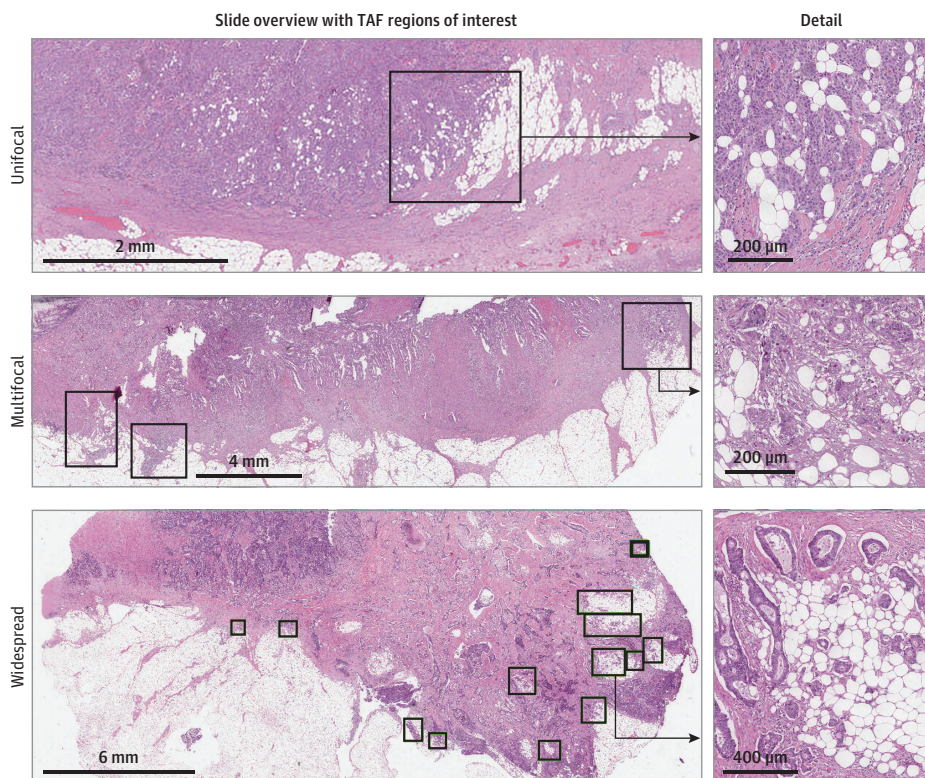 Slide overview with TAF regions of interest
Detail
Unifocal
2 mm
200 µm
Multifocal
4 mm
200 µm
Widespread
6 mm
400 µm